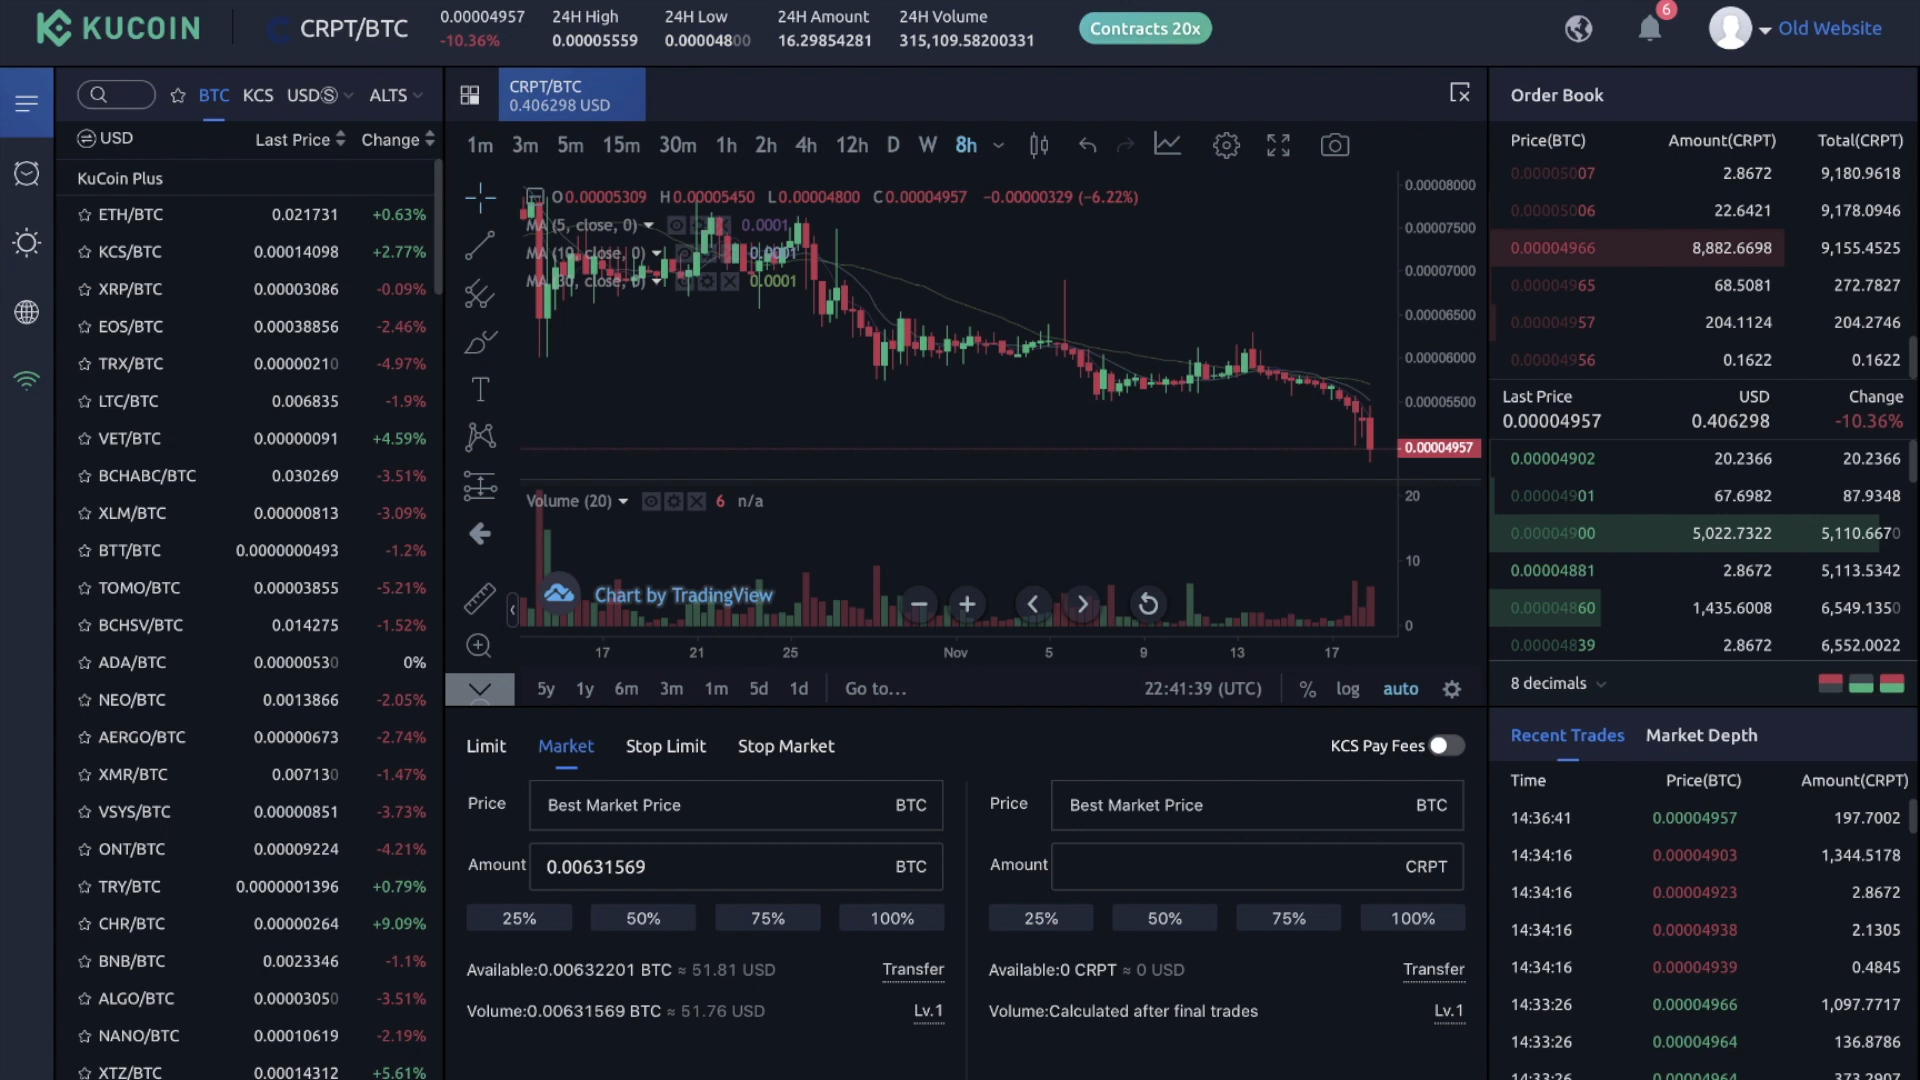 KUCOIN
CRPT/BTC
0.00004957
-10.36%
24H High
0.00005559
24H Low
0.00004800
24H Amount
16.29854281
24H Volume
315,109.58200331
Contracts 20x
6
Old Website
BTC KCS USDⓈ ALTS
USD Last Price Change
KuCoin Plus
ETH/BTC 0.021731 +0.63%
KCS/BTC 0.00014098 +2.77%
XRP/BTC 0.00003086 -0.09%
EOS/BTC 0.00038856 -2.46%
TRX/BTC 0.00000210 -4.97%
LTC/BTC 0.006835 -1.9%
VET/BTC 0.00000091 +4.59%
BCHABC/BTC 0.030269 -3.51%
XLM/BTC 0.00000813 -3.09%
BTT/BTC 0.0000000493 -1.2%
TOMO/BTC 0.00003855 -5.21%
BCHSV/BTC 0.014275 -1.52%
ADA/BTC 0.00000530 0%
NEO/BTC 0.0013866 -2.05%
AERGO/BTC 0.00000673 -2.74%
XMR/BTC 0.007130 -1.47%
VSYS/BTC 0.00000851 -3.73%
ONT/BTC 0.00009224 -4.21%
TRY/BTC 0.0000001396 +0.79%
CHR/BTC 0.00000264 +9.09%
BNB/BTC 0.0023346 -1.1%
ALGO/BTC 0.00003050 -3.51%
NANO/BTC 0.00010619 -2.19%
XTZ/BTC 0.00014312 +5.61%
CRPT/BTC
0.406298 USD
1m 3m 5m 15m 30m 1h 2h 4h 12h D W 8h
O0.00005309 H0.00005450 L0.00004800 C0.00004957 −0.00000329 (−6.22%)
MA (5, close, 0) 0.0001
MA (10, close, 0) 0.0001
MA (30, close, 0) 0.0001
0.00008000
0.00007500
0.00007000
0.00006500
0.00006000
0.00005500
0.00004957
Volume (20) 6 n/a
20
10
0
Chart by TradingView
17 21 25 Nov 5 9 13 17
5y 1y 6m 3m 1m 5d 1d Go to... 22:41:39 (UTC) % log auto
Limit Market Stop Limit Stop Market KCS Pay Fees
Price Best Market Price BTC
Amount 0.00631569 BTC
25% 50% 75% 100%
Available:0.00632201 BTC ≈ 51.81 USD Transfer
Volume:0.00631569 BTC ≈ 51.76 USD Lv.1
Price Best Market Price BTC
Amount CRPT
25% 50% 75% 100%
Available:0 CRPT ≈ 0 USD Transfer
Volume:Calculated after final trades Lv.1
Order Book
Price(BTC) Amount(CRPT) Total(CRPT)
0.00005007 2.8672 9,180.9618
0.00005006 22.6421 9,178.0946
0.00004966 8,882.6698 9,155.4525
0.00004965 68.5081 272.7827
0.00004957 204.1124 204.2746
0.00004956 0.1622 0.1622
Last Price USD Change
0.00004957 0.406298 -10.36%
0.00004902 20.2366 20.2366
0.00004901 67.6982 87.9348
0.00004900 5,022.7322 5,110.6670
0.00004881 2.8672 5,113.5342
0.00004860 1,435.6008 6,549.1350
0.00004839 2.8672 6,552.0022
8 decimals
Recent Trades Market Depth
Time Price(BTC) Amount(CRPT)
14:36:41 0.00004957 197.7002
14:34:16 0.00004903 1,344.5178
14:34:16 0.00004923 2.8672
14:34:16 0.00004938 2.1305
14:34:16 0.00004939 0.4845
14:33:26 0.00004966 1,097.7717
14:33:26 0.00004964 136.8786
14:33:26 0.00004964 373.2907